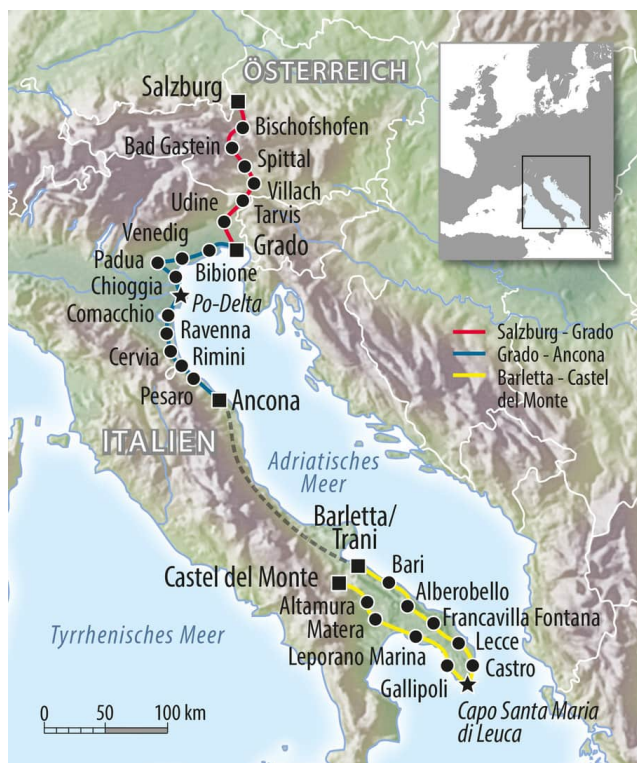 ÖSTERREICH
Salzburg
Bischofshofen
Bad Gastein
Spittal
Villach
Udine
Tarvis
Venedig
Grado
Padua
Bibione
Chioggia
Po-Delta
Comacchio
Ravenna
Cervia
Rimini
Pesaro
Ancona
ITALIEN
Salzburg - Grado
Grado - Ancona
Barletta - Castel
del Monte
Adriatisches
Meer
Barletta/
Trani
Bari
Castel del Monte
Alberobello
Altamura
Francavilla Fontana
Matera
Lecce
Tyrrhenisches Meer
Leporano Marina
Castro
Gallipoli
Capo Santa Maria
di Leuca
0 50 100 km